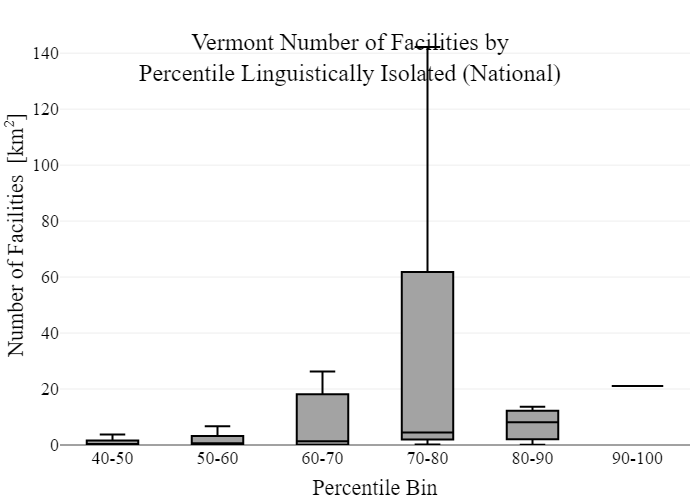 Vermont Number of Facilities by
Percentile Linguistically Isolated (National)
Number of Facilities [km²]
140
120
100
80
60
40
20
0
40-50 50-60 60-70 70-80 80-90 90-100
Percentile Bin